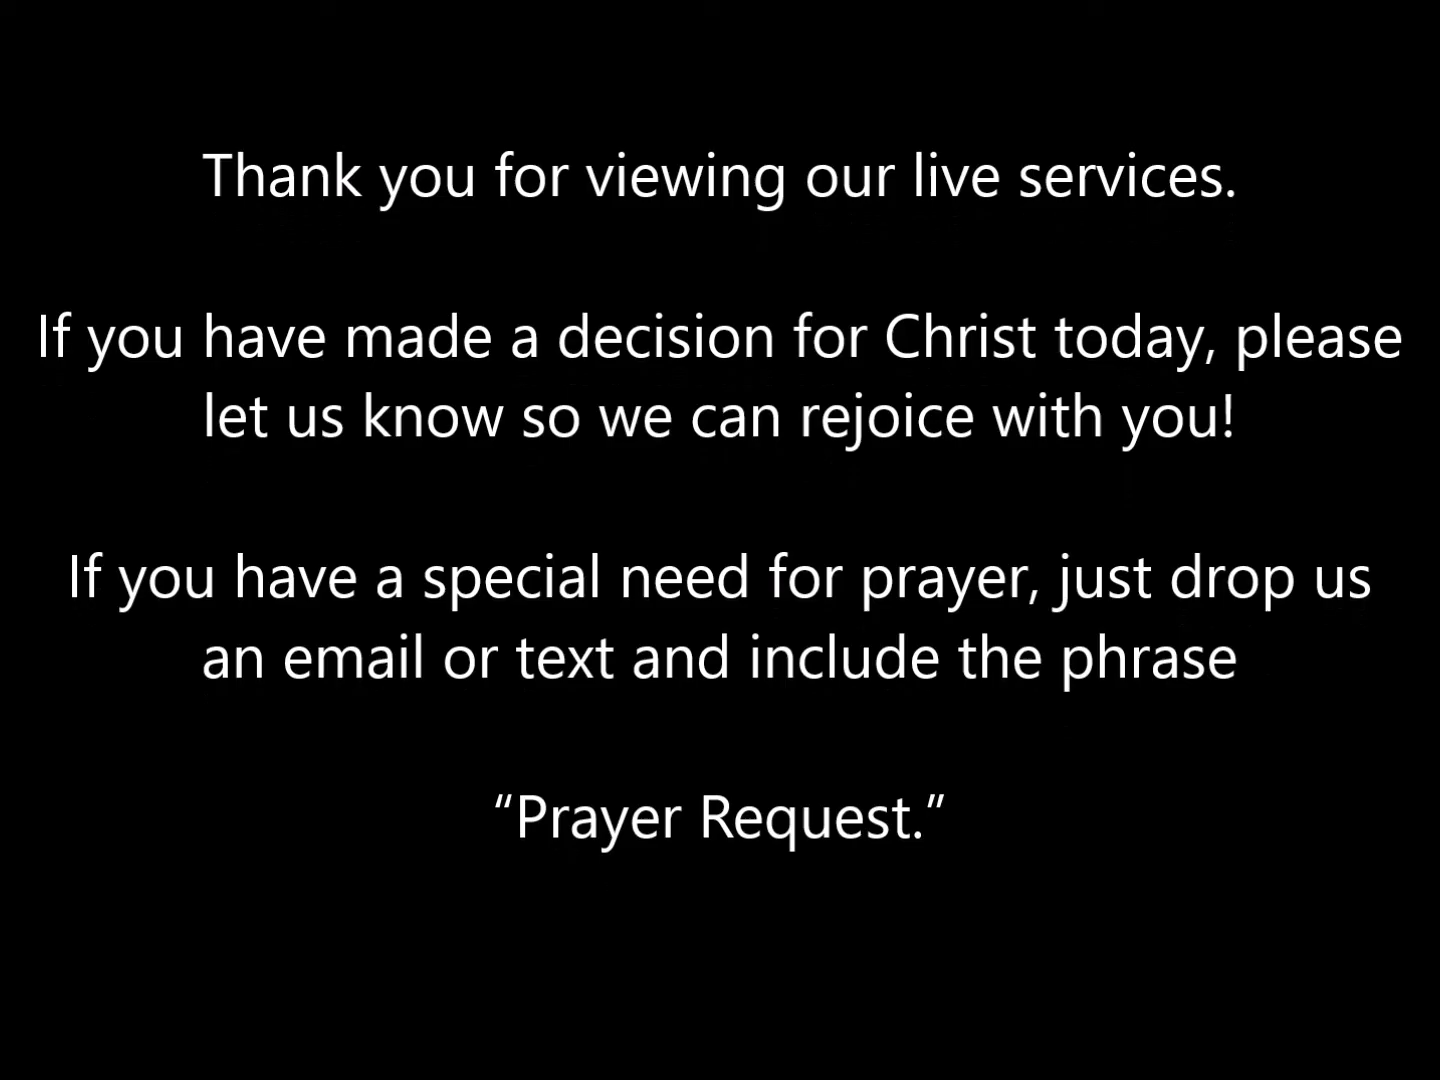 Thank you for viewing our live services.
If you have made a decision for Christ today, please
let us know so we can rejoice with you!
If you have a special need for prayer, just drop us
an email or text and include the phrase
“Prayer Request.”